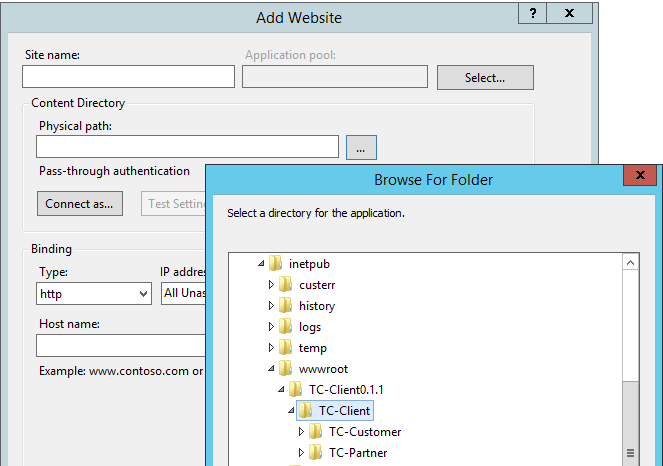 Add Website
?
x
Site name:
Application pool:
Select...
Content Directory
Physical path:
...
Pass-through authentication
Connect as...
Test Settin
Binding
Type:
IP addres
http
All Unas
Host name:
Example: www.contoso.com or
Browse For Folder
x
Select a directory for the application.
inetpub
custerr
history
logs
temp
wwwroot
TC-Client0.1.1
TC-Client
TC-Customer
TC-Partner